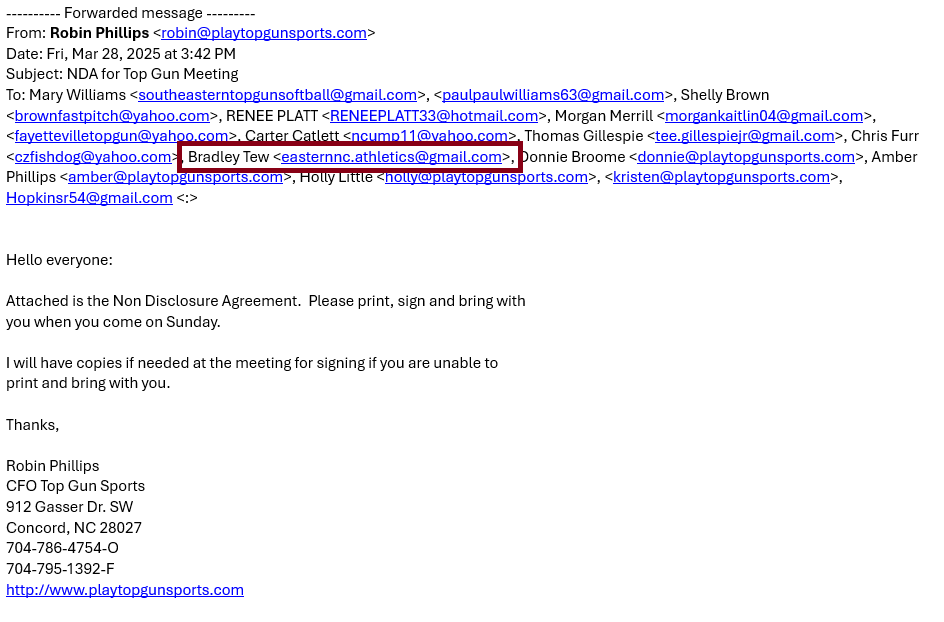 ---------- Forwarded message ---------
From: Robin Phillips <robin@playtopgunsports.com>
Date: Fri, Mar 28, 2025 at 3:42 PM
Subject: NDA for Top Gun Meeting
To: Mary Williams <southeasterntopgunsoftball@gmail.com>, <paulpaulwilliams63@gmail.com>, Shelly Brown
<brownfastpitch@yahoo.com>, RENEE PLATT <RENEEPLATT33@hotmail.com>, Morgan Merrill <morgankaitlin04@gmail.com>,
<fayettevilletopgun@yahoo.com>, Carter Catlett <ncump11@yahoo.com>, Thomas Gillespie <tee.gillespiejr@gmail.com>, Chris Furr
<czfishdog@yahoo.com>, Bradley Tew <easternnc.athletics@gmail.com>, Donnie Broome <donnie@playtopgunsports.com>, Amber
Phillips <amber@playtopgunsports.com>, Holly Little <holly@playtopgunsports.com>, <kristen@playtopgunsports.com>,
Hopkinsr54@gmail.com <:>
Hello everyone:
Attached is the Non Disclosure Agreement.  Please print, sign and bring with
you when you come on Sunday.
I will have copies if needed at the meeting for signing if you are unable to
print and bring with you.
Thanks,
Robin Phillips
CFO Top Gun Sports
912 Gasser Dr. SW
Concord, NC 28027
704-786-4754-O
704-795-1392-F
http://www.playtopgunsports.com